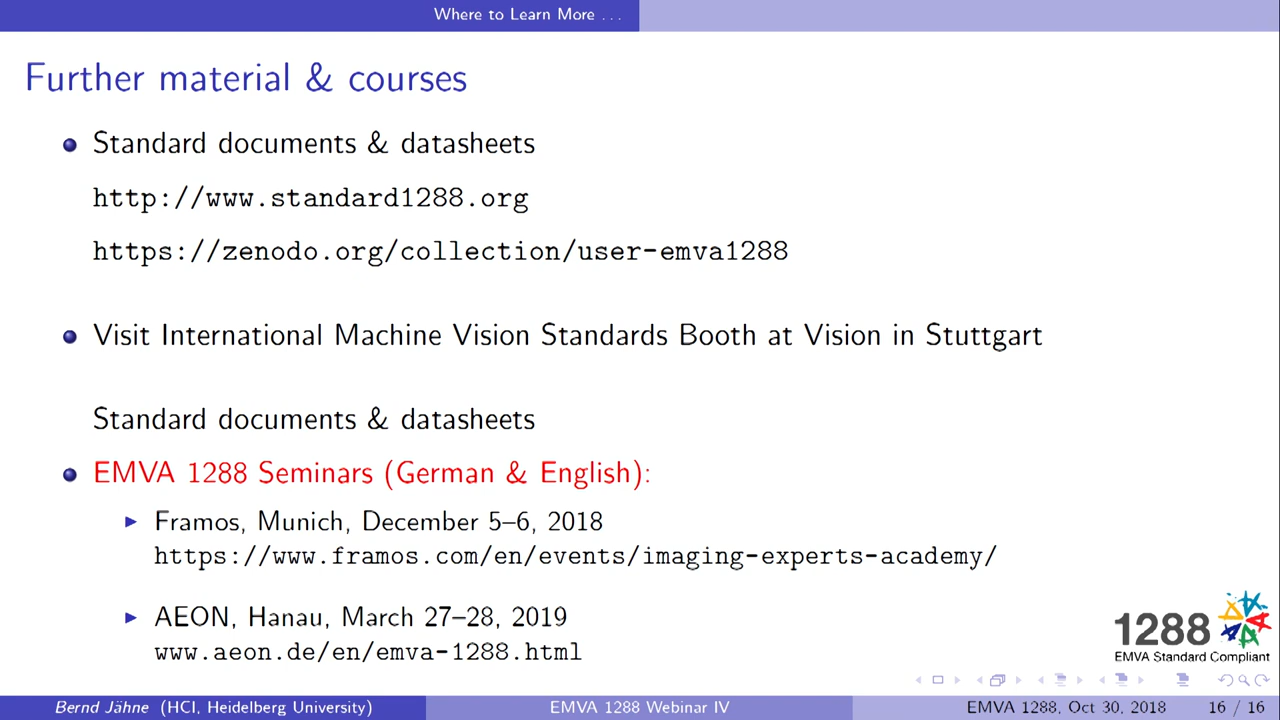 Where to Learn More . . .
Further material & courses
Standard documents & datasheets
http://www.standard1288.org
https://zenodo.org/collection/user-emva1288
Visit International Machine Vision Standards Booth at Vision in Stuttgart
Standard documents & datasheets
EMVA 1288 Seminars (German & English):
Framos, Munich, December 5–6, 2018
https://www.framos.com/en/events/imaging-experts-academy/
AEON, Hanau, March 27–28, 2019
www.aeon.de/en/emva-1288.html
1288
EMVA Standard Compliant
Bernd Jähne (HCI, Heidelberg University)
EMVA 1288 Webinar IV
EMVA 1288, Oct 30, 2018
16 / 16